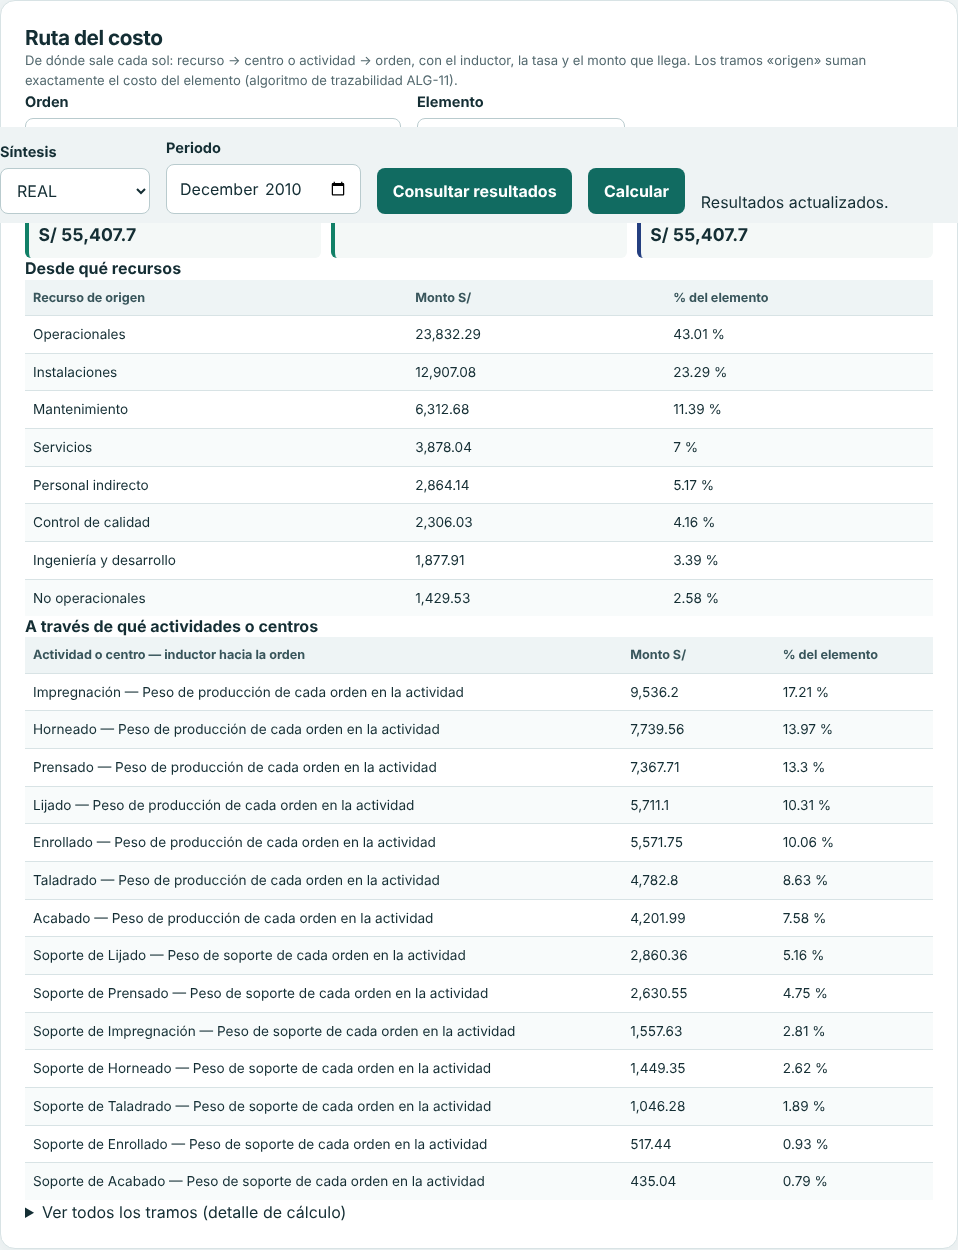 Ruta del costo
De dónde sale cada sol: recurso → centro o actividad → orden, con el inductor, la tasa y el monto que llega. Los tramos «origen» suman
exactamente el costo del elemento (algoritmo de trazabilidad ALG-11).
Orden Elemento
Síntesis Periodo
REAL December 2010 Consultar resultados Calcular Resultados actualizados.
S/ 55,407.7 S/ 55,407.7
Desde qué recursos
Recurso de origen Monto S/ % del elemento
Operacionales 23,832.29 43.01 %
Instalaciones 12,907.08 23.29 %
Mantenimiento 6,312.68 11.39 %
Servicios 3,878.04 7 %
Personal indirecto 2,864.14 5.17 %
Control de calidad 2,306.03 4.16 %
Ingeniería y desarrollo 1,877.91 3.39 %
No operacionales 1,429.53 2.58 %
A través de qué actividades o centros
Actividad o centro — inductor hacia la orden Monto S/ % del elemento
Impregnación — Peso de producción de cada orden en la actividad 9,536.2 17.21 %
Horneado — Peso de producción de cada orden en la actividad 7,739.56 13.97 %
Prensado — Peso de producción de cada orden en la actividad 7,367.71 13.3 %
Lijado — Peso de producción de cada orden en la actividad 5,711.1 10.31 %
Enrollado — Peso de producción de cada orden en la actividad 5,571.75 10.06 %
Taladrado — Peso de producción de cada orden en la actividad 4,782.8 8.63 %
Acabado — Peso de producción de cada orden en la actividad 4,201.99 7.58 %
Soporte de Lijado — Peso de soporte de cada orden en la actividad 2,860.36 5.16 %
Soporte de Prensado — Peso de soporte de cada orden en la actividad 2,630.55 4.75 %
Soporte de Impregnación — Peso de soporte de cada orden en la actividad 1,557.63 2.81 %
Soporte de Horneado — Peso de soporte de cada orden en la actividad 1,449.35 2.62 %
Soporte de Taladrado — Peso de soporte de cada orden en la actividad 1,046.28 1.89 %
Soporte de Enrollado — Peso de soporte de cada orden en la actividad 517.44 0.93 %
Soporte de Acabado — Peso de soporte de cada orden en la actividad 435.04 0.79 %
Ver todos los tramos (detalle de cálculo)